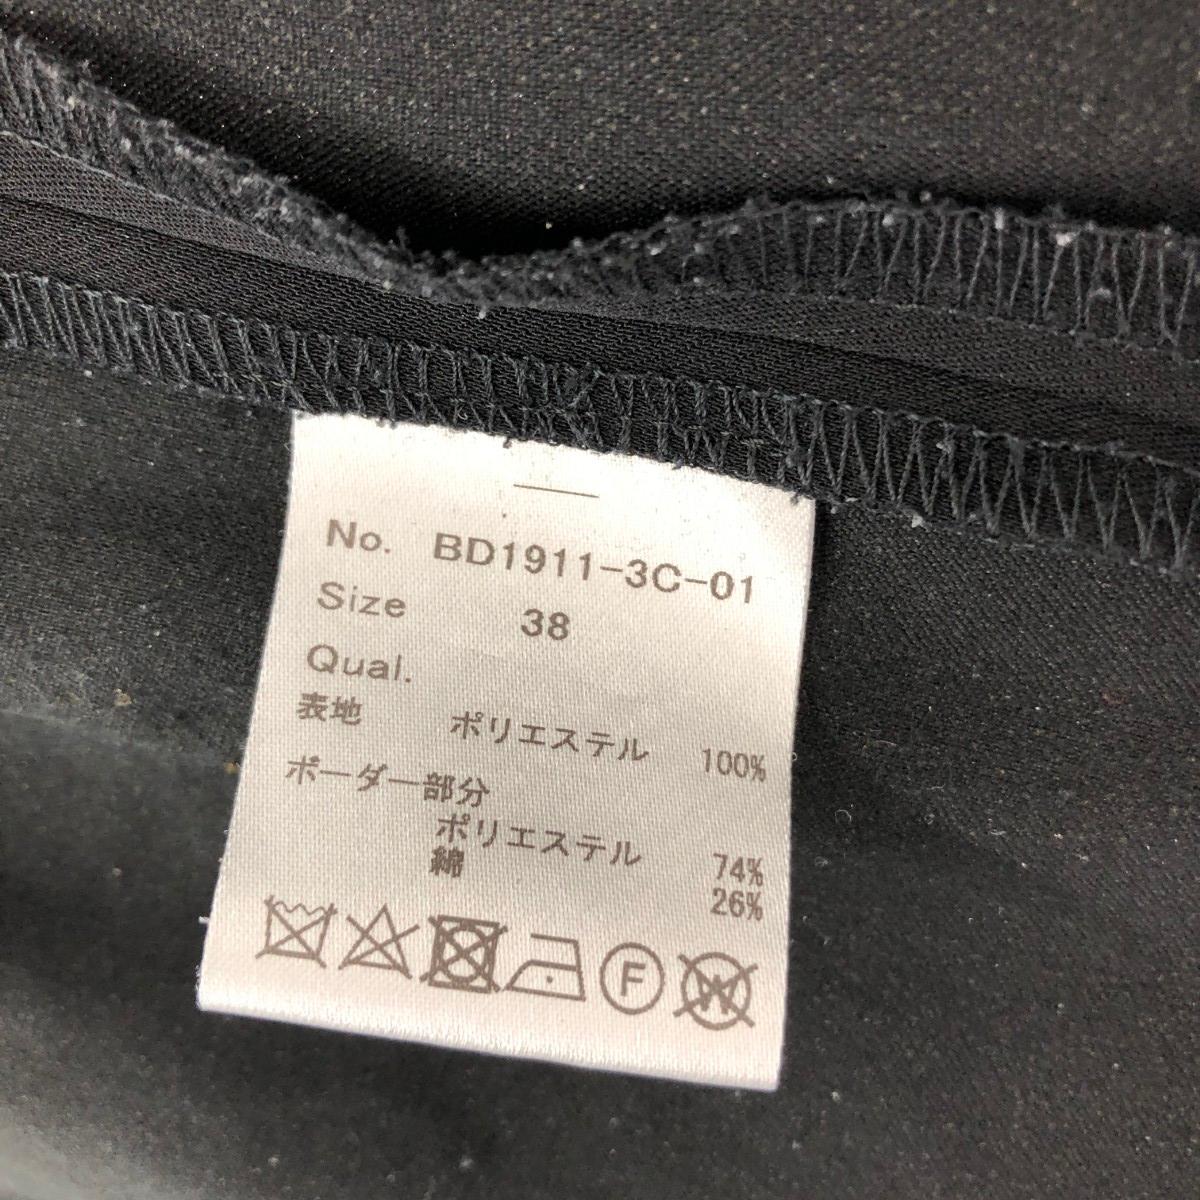 No. BD1911-3C-01
Size 38
Qual.
表地 ポリエステル 100%
ボーダー部分
ポリエステル 74%
綿 26%
F
W